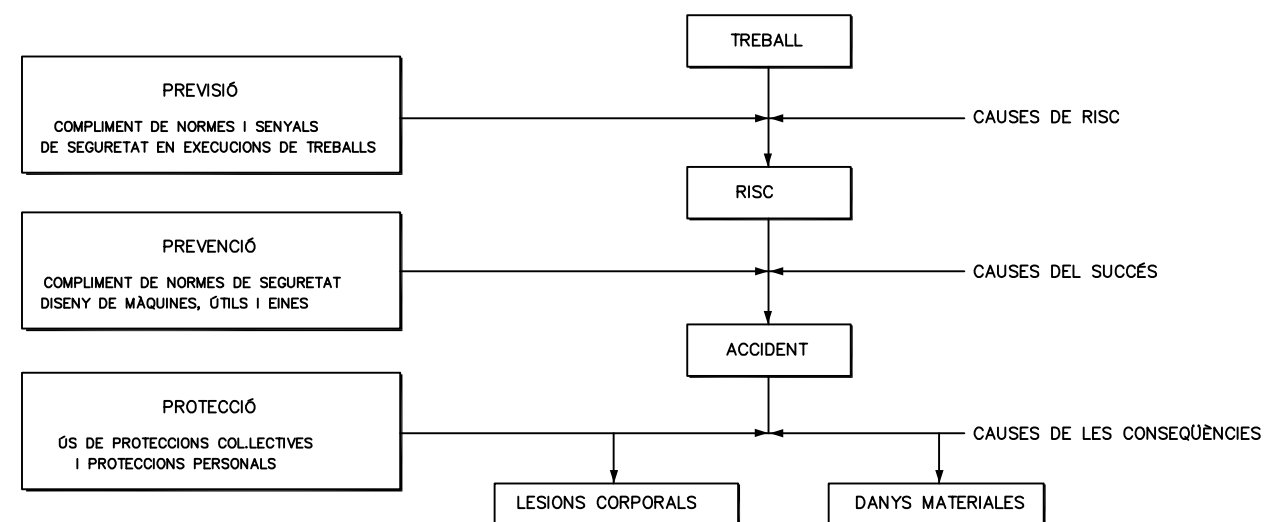 TREBALL
PREVISIÓ
COMPLIMENT DE NORMES I SENYALS
DE SEGURETAT EN EXECUCIONS DE TREBALLS
CAUSES DE RISC
RISC
PREVENCIÓ
COMPLIMENT DE NORMES DE SEGURETAT
DISENY DE MÀQUINES, ÚTILS I EINES
CAUSES DEL SUCCÉS
ACCIDENT
PROTECCIÓ
ÚS DE PROTECCIONS COL.LECTIVES
I PROTECCIONS PERSONALS
CAUSES DE LES CONSEQÜÈNCIES
LESIONS CORPORALS
DANYS MATERIALES